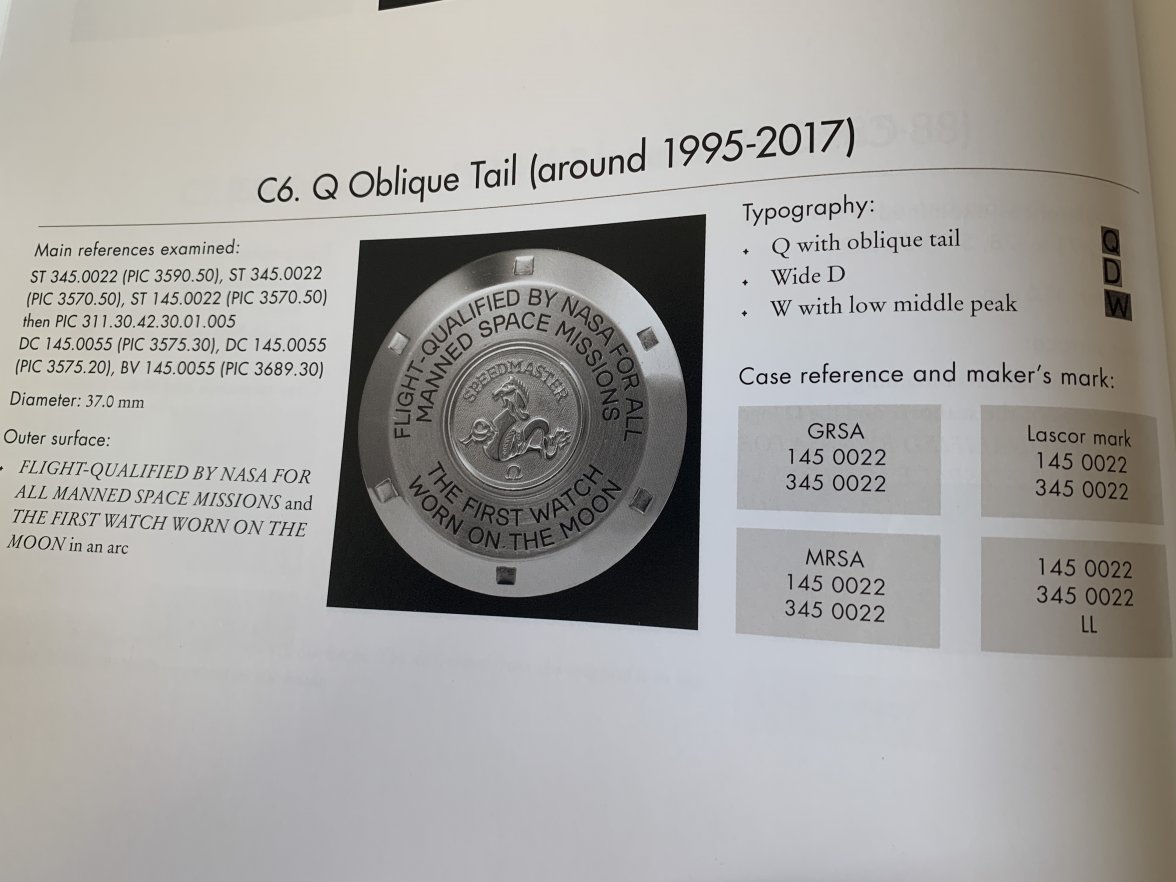 C6. Q Oblique Tail (around 1995-2017)
Main references examined:
ST 345.0022 (PIC 3590.50), ST 345.0022
(PIC 3570.50), ST 145.0022 (PIC 3570.50)
then PIC 311.30.42.30.01.005
DC 145.0055 (PIC 3575.30), DC 145.0055
(PIC 3575.20), BV 145.0055 (PIC 3689.30)
Diameter: 37.0 mm
Outer surface:
FLIGHT-QUALIFIED BY NASA FOR
ALL MANNED SPACE MISSIONS and
THE FIRST WATCH WORN ON THE
MOON in an arc
FLIGHT-QUALIFIED BY NASA FOR ALL
MANNED SPACE MISSIONS
SPEEDMASTER
Ω
THE FIRST WATCH
WORN ON THE MOON
Typography:
• Q with oblique tail
• Wide D
• W with low middle peak
Q
D
W
Case reference and maker's mark:
GRSA
145 0022
345 0022
Lascor mark
145 0022
345 0022
MRSA
145 0022
345 0022
145 0022
345 0022
LL